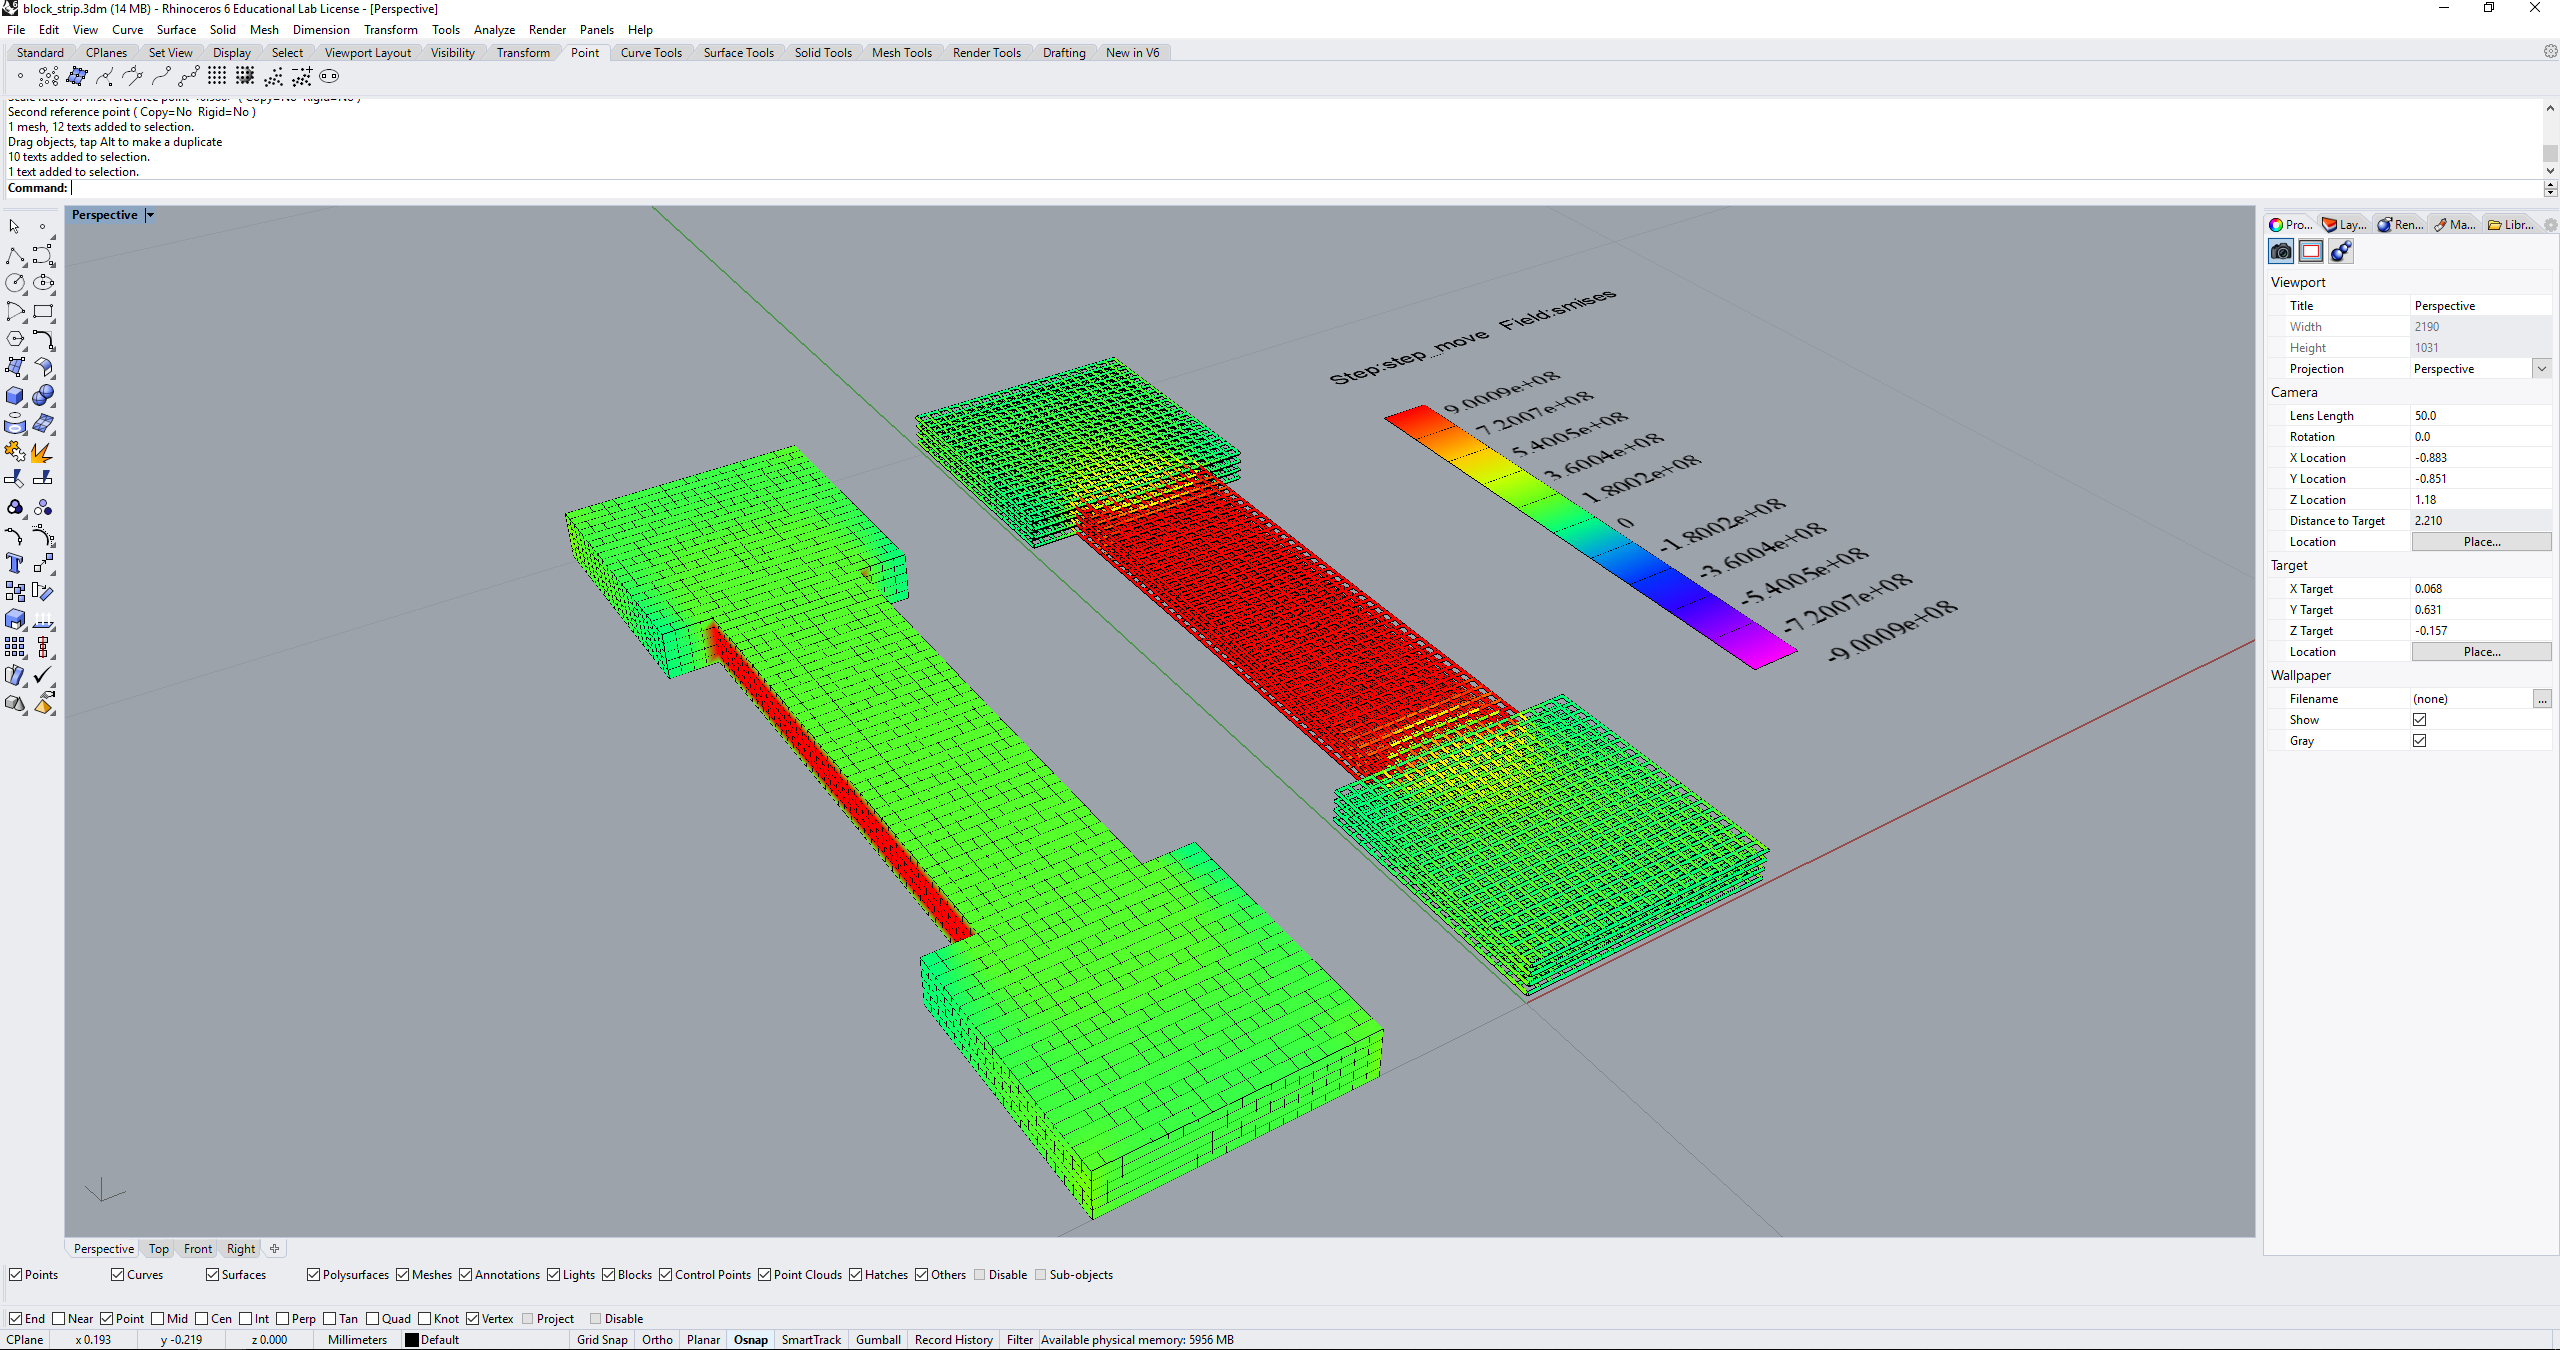 block_strip.3dm (14 MB) - Rhinoceros 6 Educational Lab License - [Perspective]
File Edit View Curve Surface Solid Mesh Dimension Transform Tools Analyze Render Panels Help
Standard CPlanes Set View Display Select Viewport Layout Visibility Transform Point Curve Tools Surface Tools Solid Tools Mesh Tools Render Tools Drafting New in V6
Second reference point ( Copy=No Rigid=No )
1 mesh, 12 texts added to selection.
Drag objects, tap Alt to make a duplicate
10 texts added to selection.
1 text added to selection.
Command:
Perspective
Step:step_move Field:smises
9.0009e+08
7.2007e+08
5.4005e+08
3.6004e+08
1.8002e+08
0
-1.8002e+08
-3.6004e+08
-5.4005e+08
-7.2007e+08
-9.0009e+08
Pro... Lay... Ren... Ma... Libr...
Viewport
Title Perspective
Width 2190
Height 1031
Projection Perspective
Camera
Lens Length 50.0
Rotation 0.0
X Location -0.883
Y Location -0.851
Z Location 1.18
Distance to Target 2.210
Location Place...
Target
X Target 0.068
Y Target 0.631
Z Target -0.157
Location Place...
Wallpaper
Filename (none) ...
Show
Gray
Perspective Top Front Right
Points Curves Surfaces Polysurfaces Meshes Annotations Lights Blocks Control Points Point Clouds Hatches Others Disable Sub-objects
End Near Point Mid Cen Int Perp Tan Quad Knot Vertex Project Disable
CPlane x 0.193 y -0.219 z 0.000 Millimeters Default Grid Snap Ortho Planar Osnap SmartTrack Gumball Record History Filter Available physical memory: 5956 MB